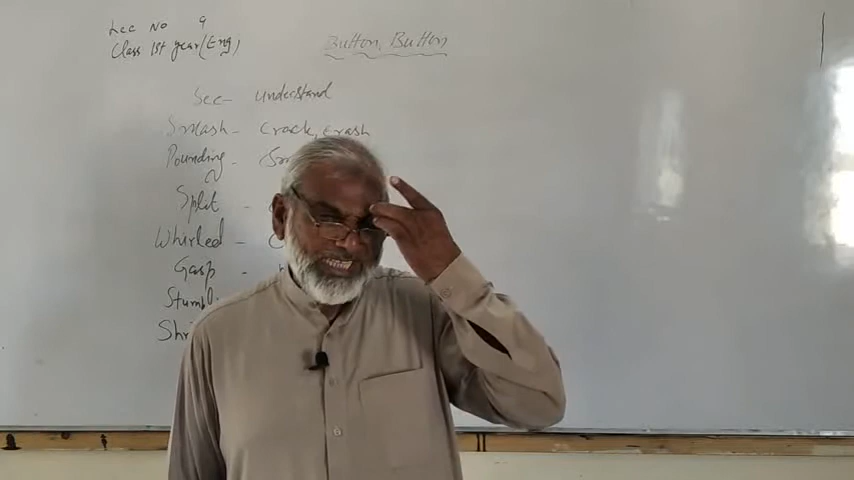 Lec No 9
Class 1st year (Eng)
Button, Button
See - understand
Smash - crack, crash
Pounding -
Split -
Whirled -
Gasp -